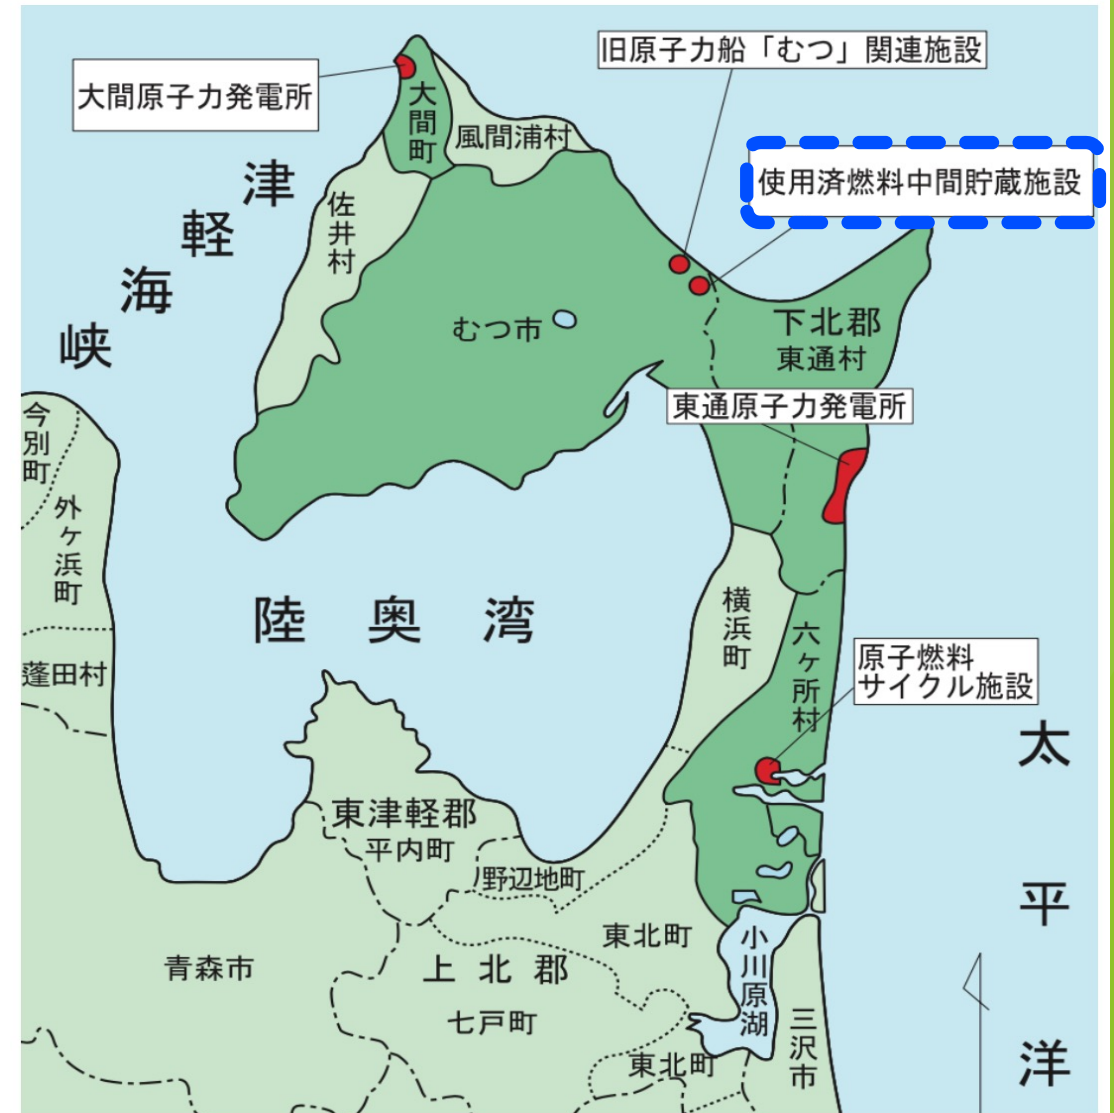 旧原子力船「むつ」関連施設
大間原子力発電所
大間町
風間浦村
使用済燃料中間貯蔵施設
津軽海峡
佐井村
むつ市
下北郡
東通村
東通原子力発電所
今別町
外ヶ浜町
陸奥湾
横浜町
六ヶ所村
原子燃料
サイクル施設
蓬田村
太平洋
東津軽郡
平内町
野辺地町
東北町
小川原湖
青森市
上北郡
七戸町
三沢市
東北町